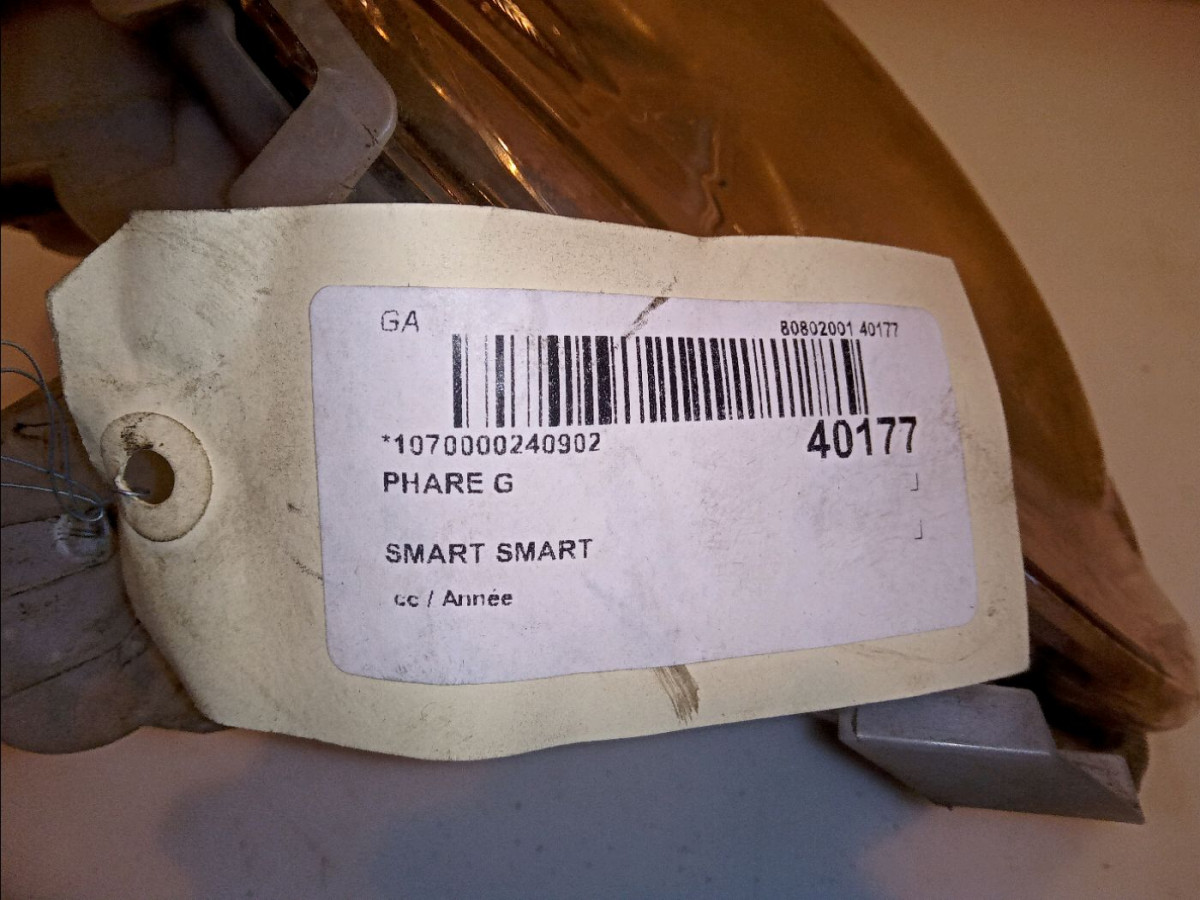 GA
80802001 40177
*1070000240902
40177
PHARE G
SMART SMART
cc / Année